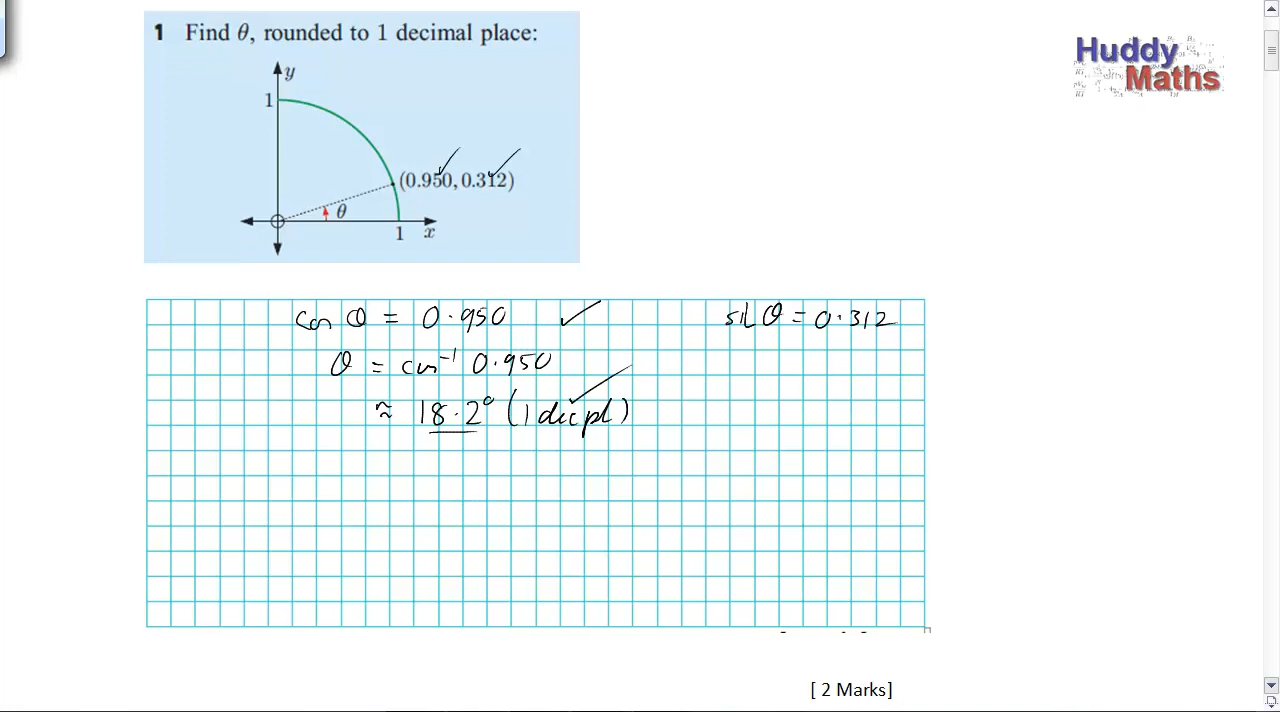 1 Find θ, rounded to 1 decimal place:
Huddy
Maths
y
1
(0.950, 0.312)
θ
1 x
cos θ = 0.950
sin θ = 0.312
θ = cos⁻¹ 0.950
≈ 18.2° (1 dec pl)
[ 2 Marks]